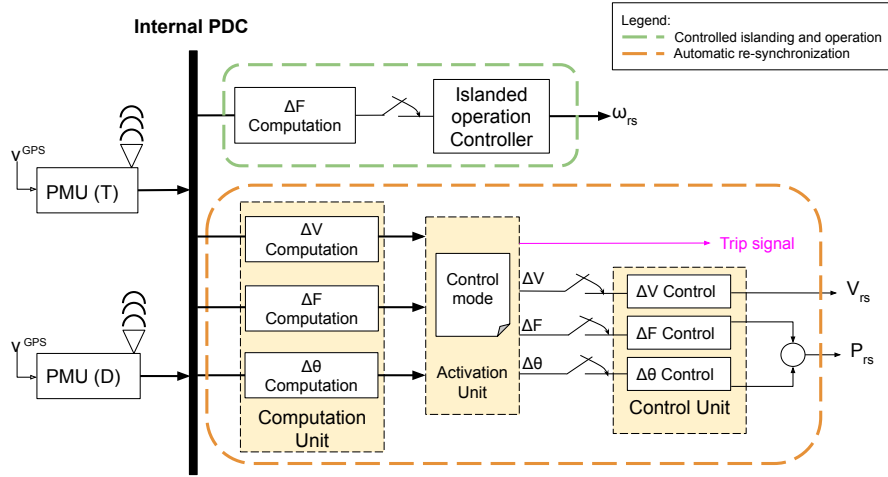 Internal PDC
Legend:
Controlled islanding and operation
Automatic re-synchronization
ΔF
Computation
Islanded
operation
Controller
ω_rs
V GPS
PMU (T)
ΔV
Computation
ΔF
Computation
Δθ
Computation
Computation
Unit
Control
mode
Activation
Unit
Trip signal
ΔV
ΔF
Δθ
ΔV Control
ΔF Control
Δθ Control
Control Unit
V_rs
P_rs
V GPS
PMU (D)